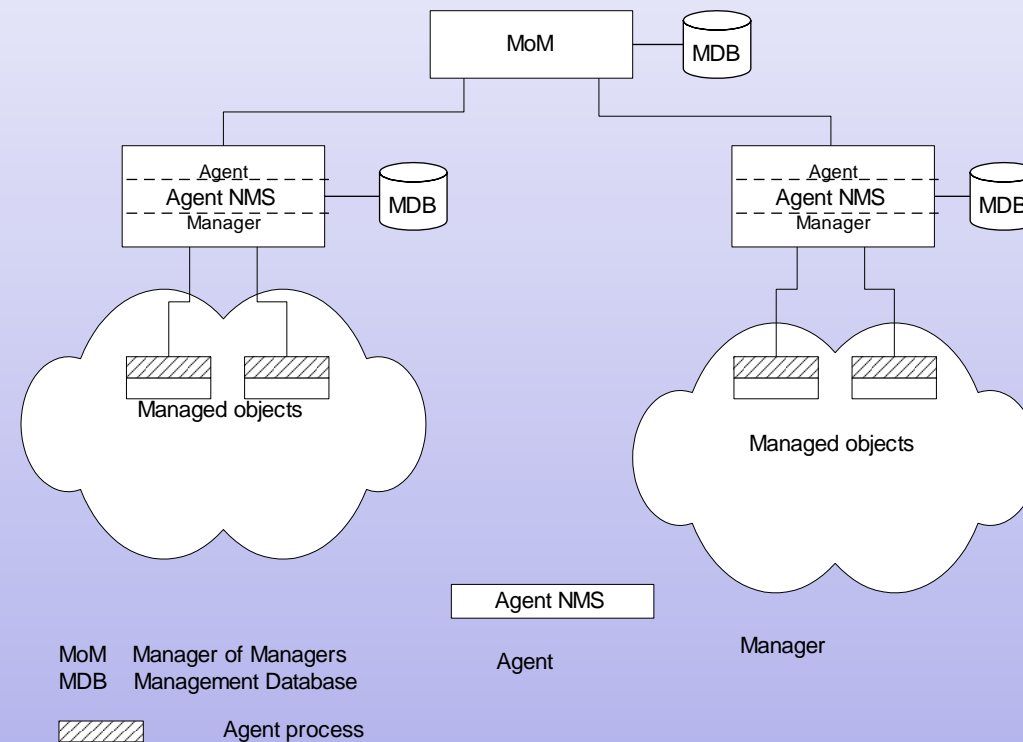 MoM
MDB
Agent
Agent NMS
Manager
MDB
Agent
Agent NMS
Manager
MDB
Managed objects
Managed objects
Agent NMS
Agent
Manager
MoM Manager of Managers
MDB Management Database
Agent process